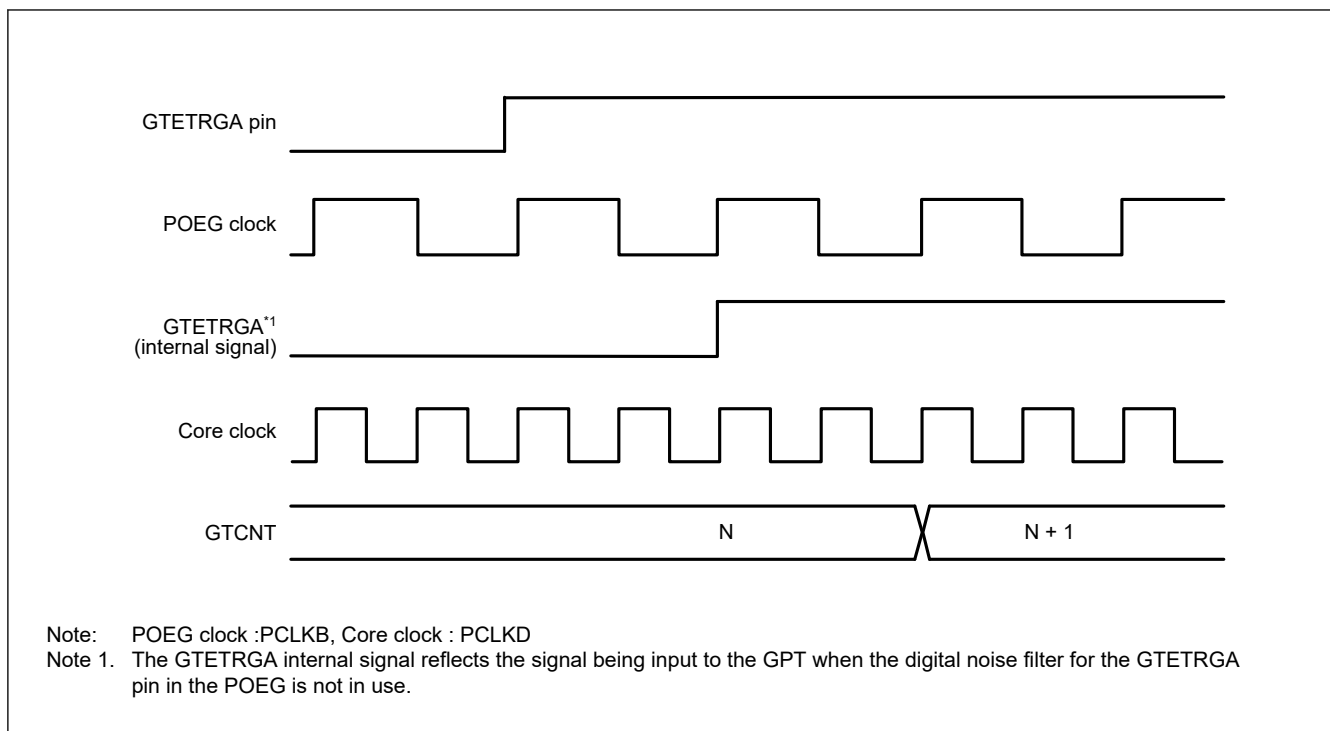 GTETRGA pin
POEG clock
GTETRGA*1
(internal signal)
Core clock
GTCNT N N + 1
Note: POEG clock :PCLKB, Core clock : PCLKD
Note 1. The GTETRGA internal signal reflects the signal being input to the GPT when the digital noise filter for the GTETRGA
pin in the POEG is not in use.